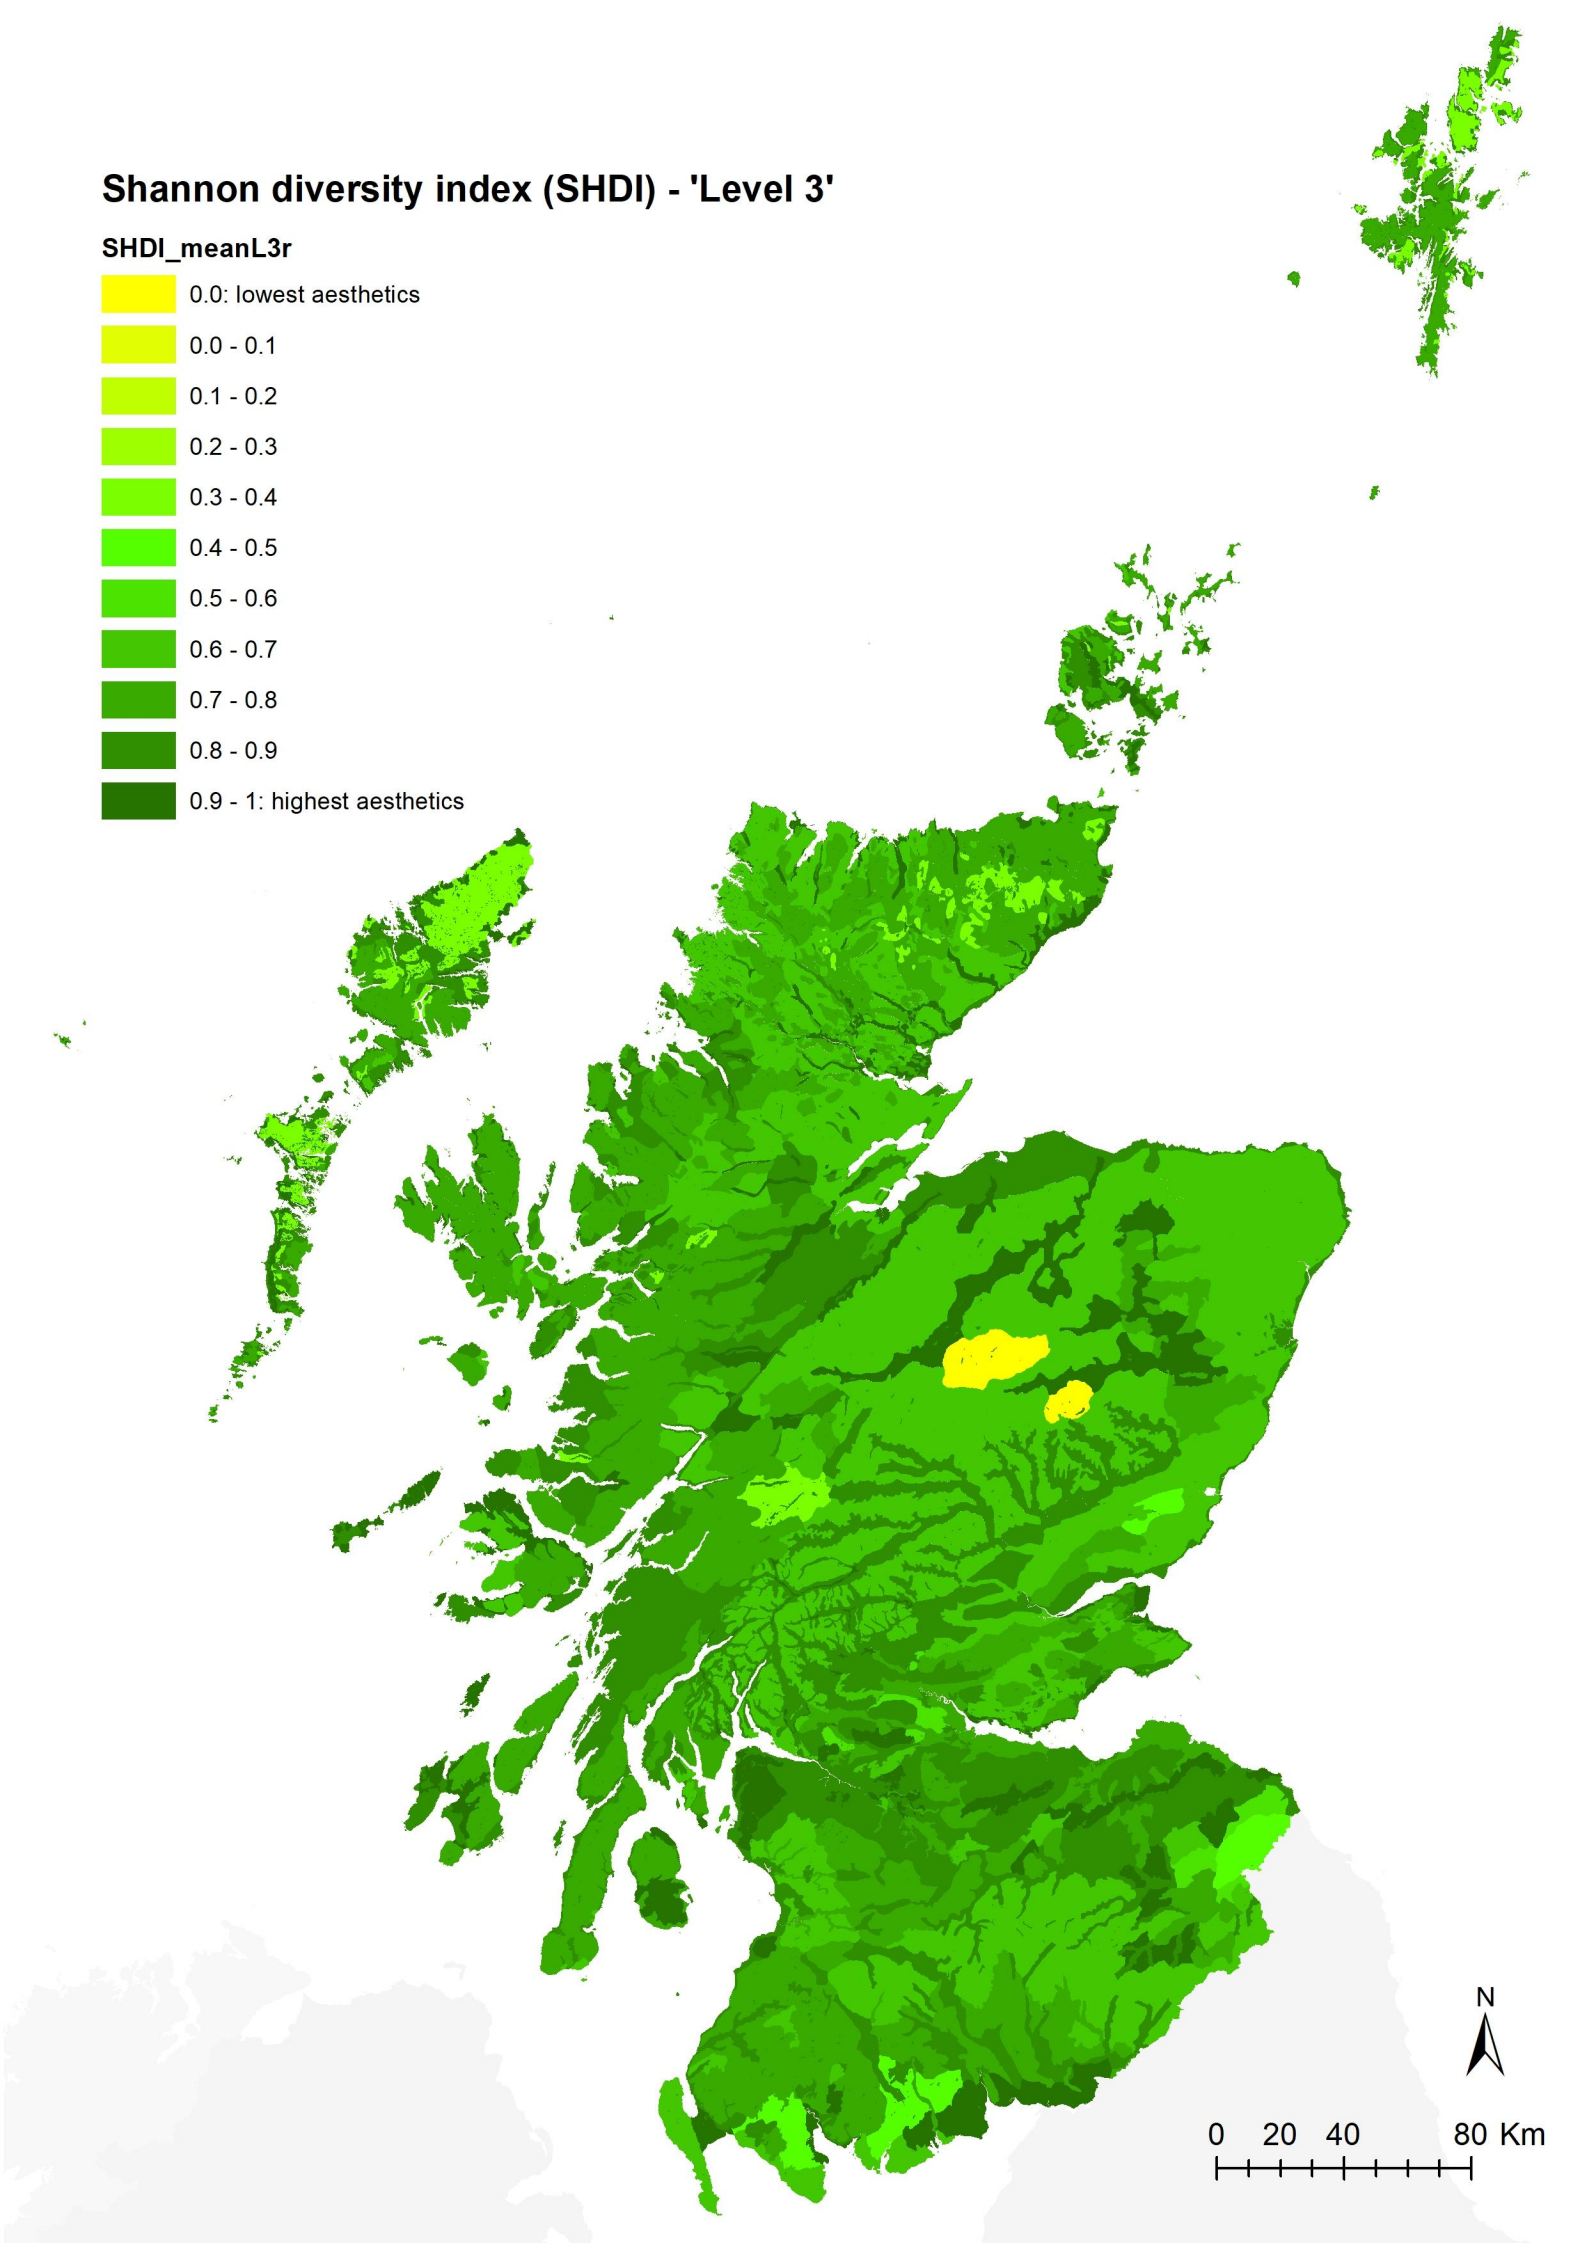 Shannon diversity index (SHDI) - 'Level 3'
SHDI_meanL3r
0.0: lowest aesthetics
0.0 - 0.1
0.1 - 0.2
0.2 - 0.3
0.3 - 0.4
0.4 - 0.5
0.5 - 0.6
0.6 - 0.7
0.7 - 0.8
0.8 - 0.9
0.9 - 1: highest aesthetics
N
0 20 40 80 Km